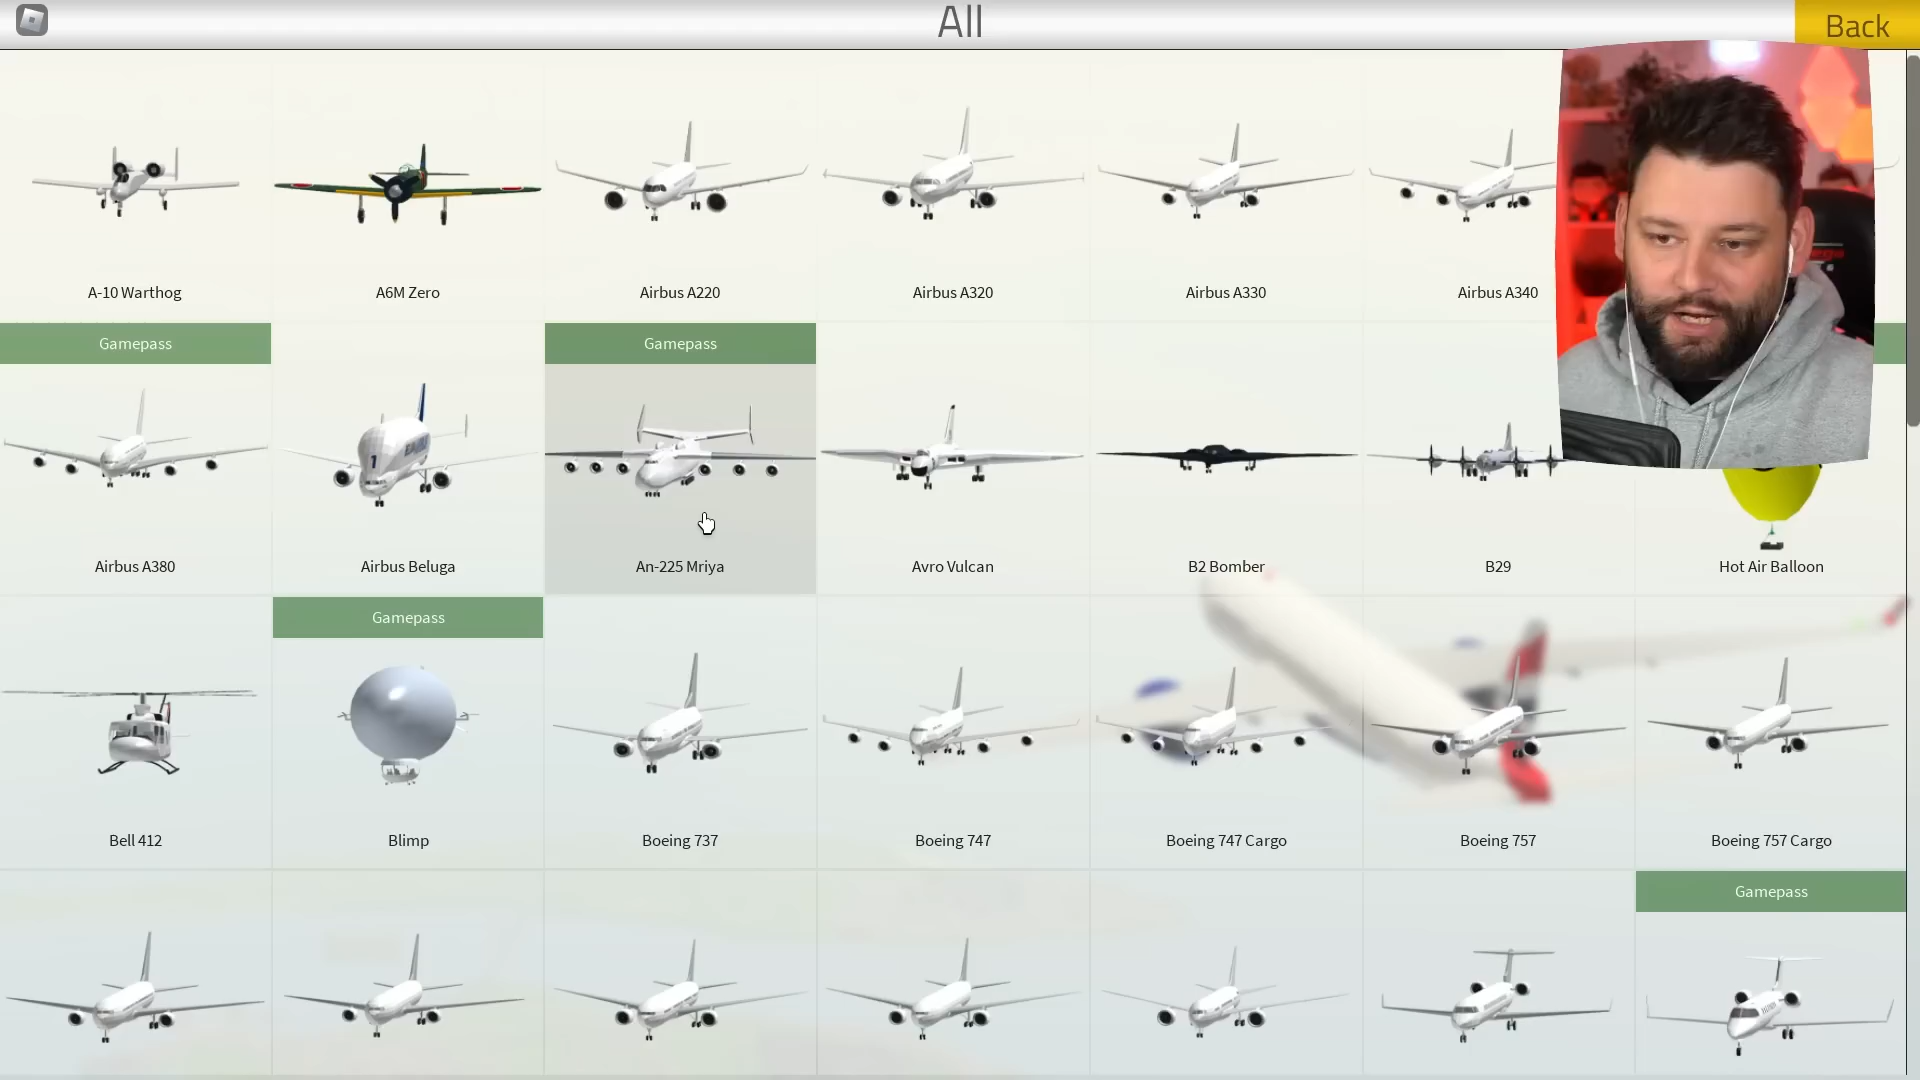 All
Back
A-10 Warthog
A6M Zero
Airbus A220
Airbus A320
Airbus A330
Airbus A340
Gamepass
Gamepass
Airbus A380
Airbus Beluga
An-225 Mriya
Avro Vulcan
B2 Bomber
B29
Hot Air Balloon
Gamepass
Bell 412
Blimp
Boeing 737
Boeing 747
Boeing 747 Cargo
Boeing 757
Boeing 757 Cargo
Gamepass